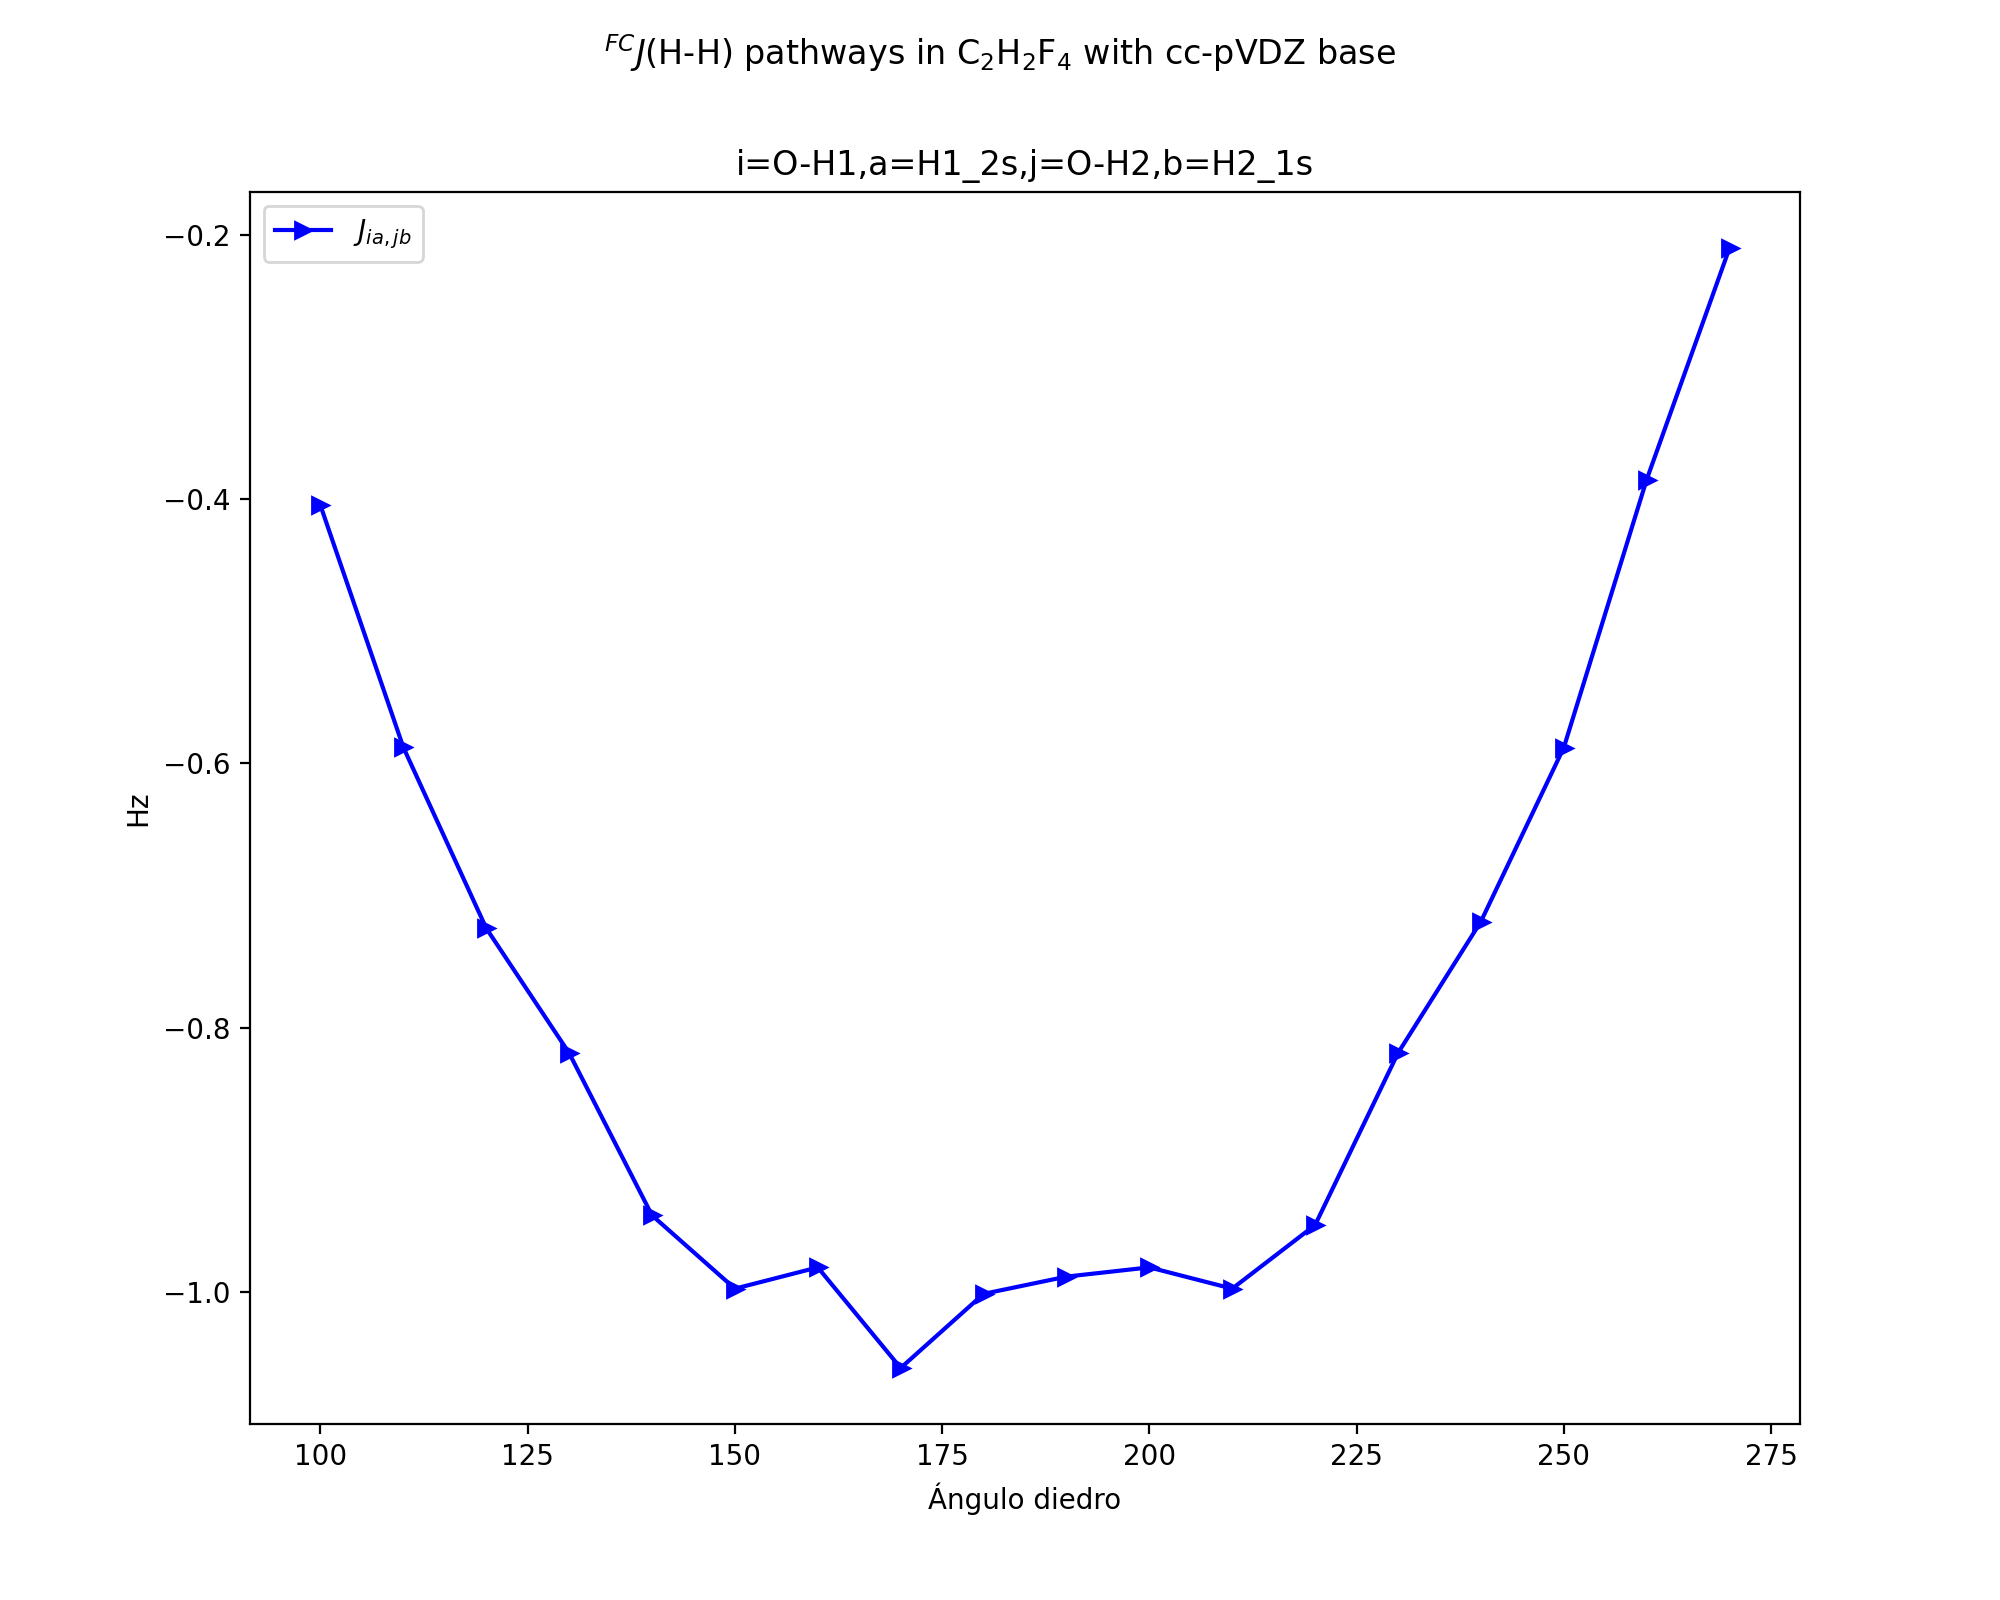 FCJ(H-H) pathways in C2H2F4 with cc-pVDZ base
i=O-H1,a=H1_2s,j=O-H2,b=H2_1s
Jia,jb
−0.2
−0.4
−0.6
−0.8
−1.0
Hz
100 125 150 175 200 225 250 275
Ángulo diedro